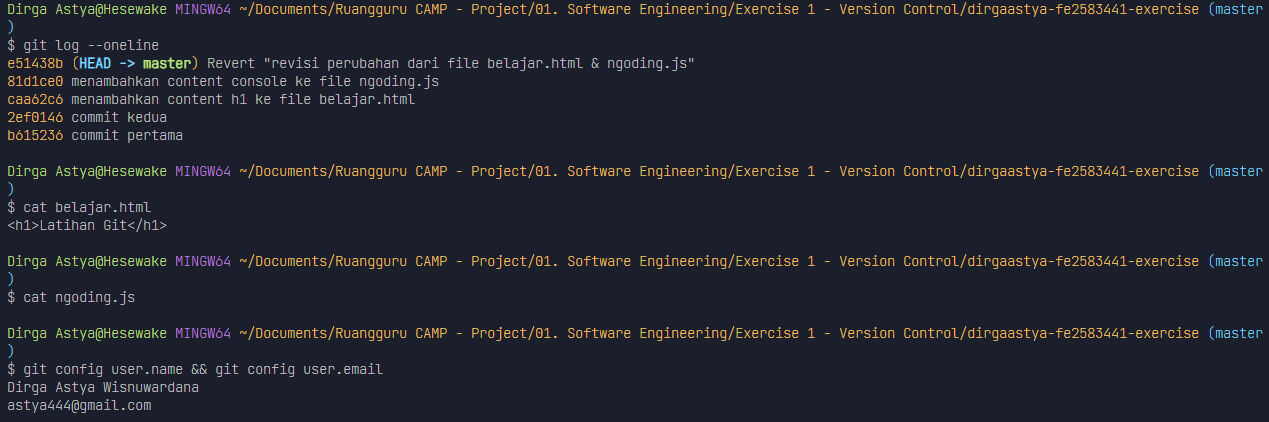 Dirga Astya@Hesewake MINGW64 ~/Documents/Ruangguru CAMP - Project/01. Software Engineering/Exercise 1 - Version Control/dirgaastya-fe2583441-exercise (master
)
$ git log --oneline
e51438b (HEAD -> master) Revert "revisi perubahan dari file belajar.html & ngoding.js"
81d1ce0 menambahkan content console ke file ngoding.js
caa62c6 menambahkan content h1 ke file belajar.html
2ef0146 commit kedua
b615236 commit pertama
Dirga Astya@Hesewake MINGW64 ~/Documents/Ruangguru CAMP - Project/01. Software Engineering/Exercise 1 - Version Control/dirgaastya-fe2583441-exercise (master
)
$ cat belajar.html
<h1>Latihan Git</h1>
Dirga Astya@Hesewake MINGW64 ~/Documents/Ruangguru CAMP - Project/01. Software Engineering/Exercise 1 - Version Control/dirgaastya-fe2583441-exercise (master
)
$ cat ngoding.js
Dirga Astya@Hesewake MINGW64 ~/Documents/Ruangguru CAMP - Project/01. Software Engineering/Exercise 1 - Version Control/dirgaastya-fe2583441-exercise (master
)
$ git config user.name && git config user.email
Dirga Astya Wisnuwardana
astya444@gmail.com